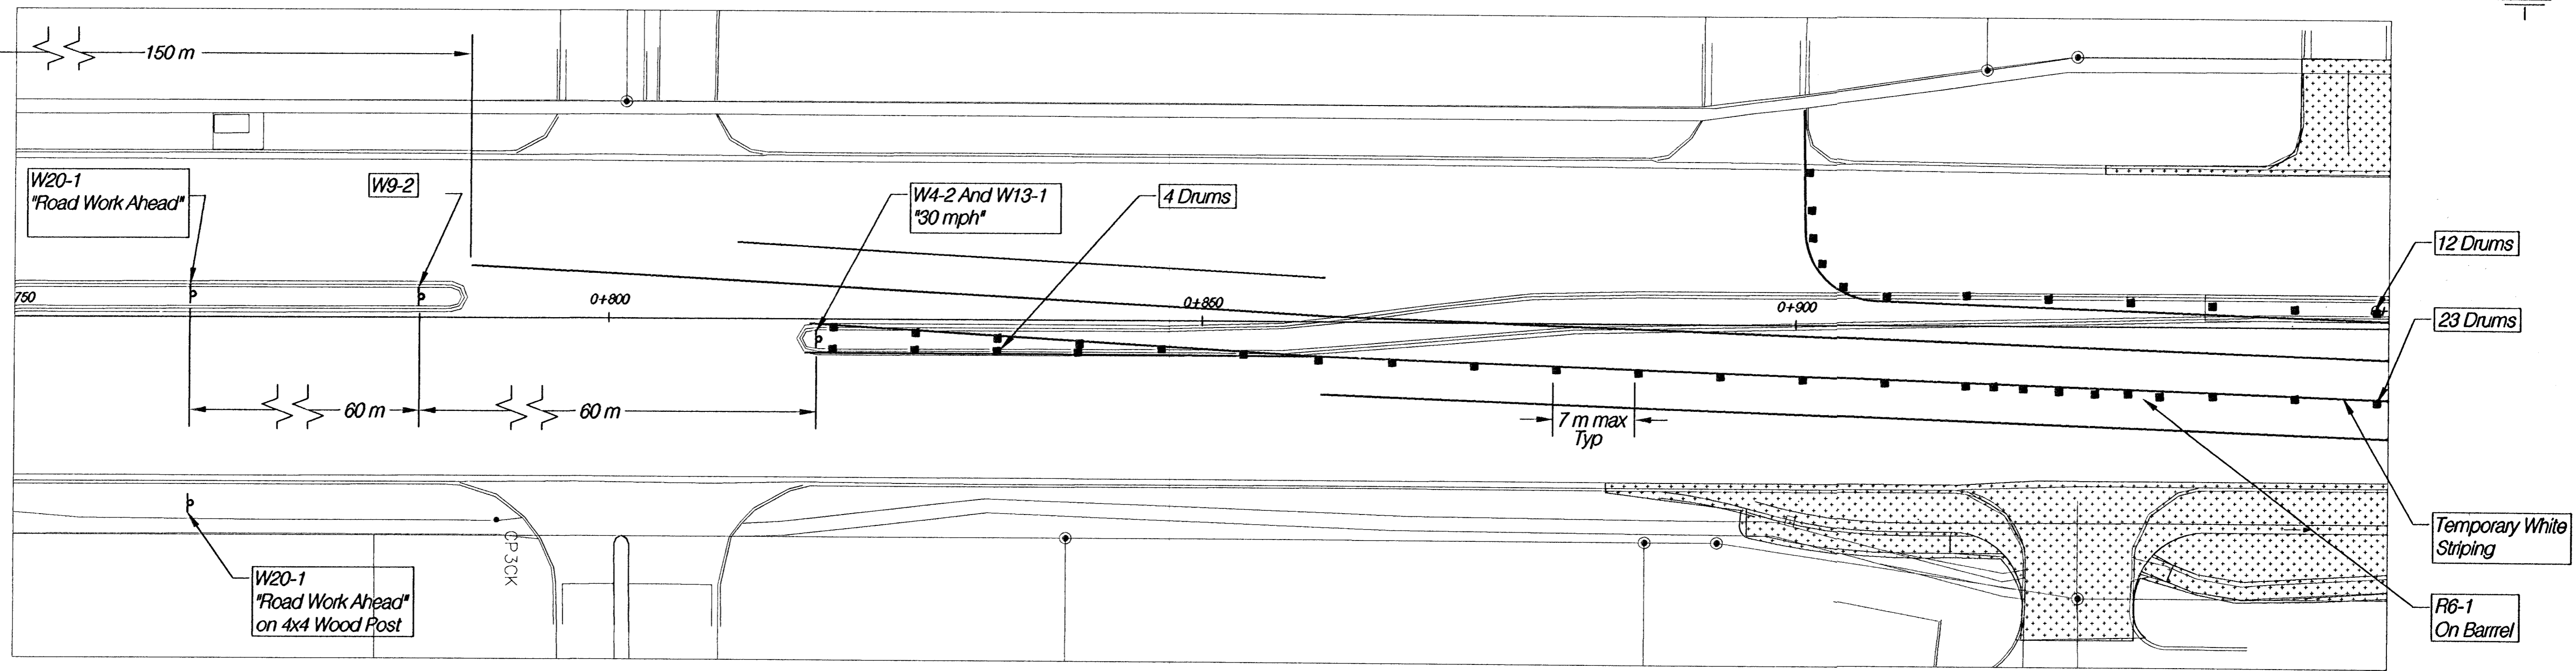 150 m
W20-1
"Road Work Ahead"
W9-2
W4-2 And W13-1
"30 mph"
4 Drums
12 Drums
23 Drums
750
0+800
0+850
0+900
60 m
60 m
7 m max
Typ
CP3CK
W20-1
"Road Work Ahead"
on 4x4 Wood Post
Temporary White
Striping
R6-1
On Barrrel